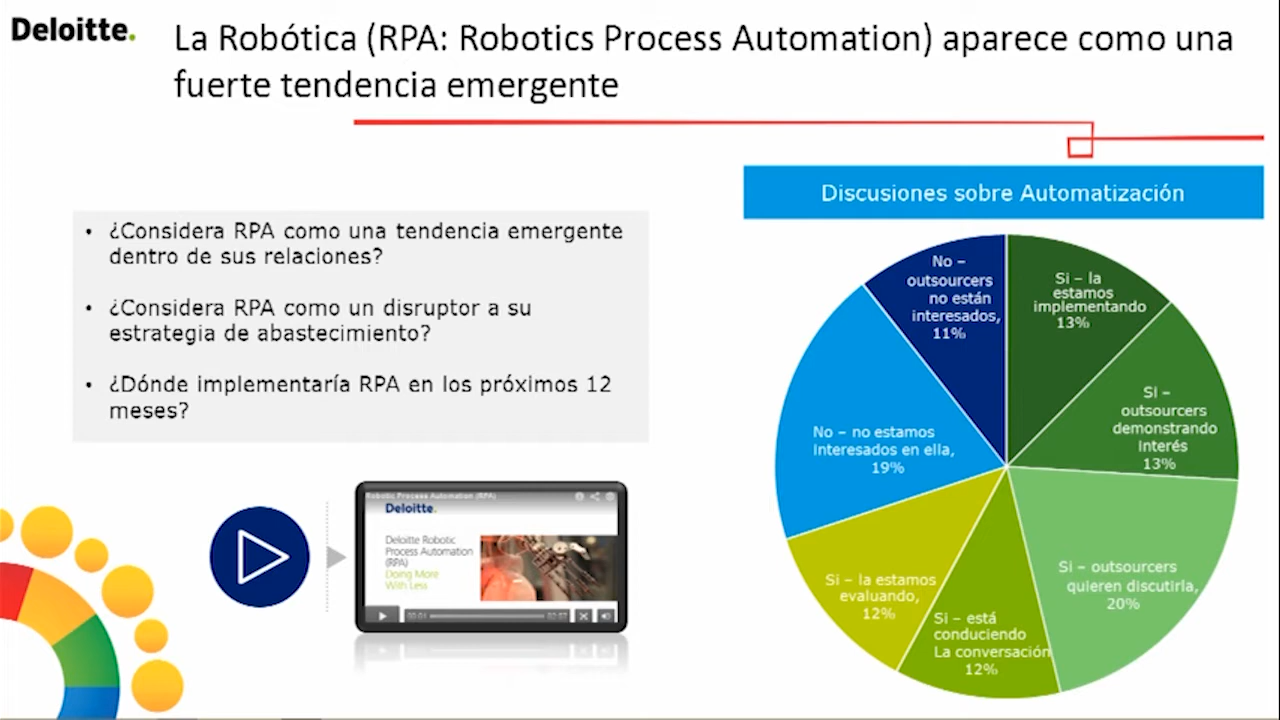 Deloitte.
La Robótica (RPA: Robotics Process Automation) aparece como una
fuerte tendencia emergente
Discusiones sobre Automatización
• ¿Considera RPA como una tendencia emergente
dentro de sus relaciones?
• ¿Considera RPA como un disruptor a su
estrategia de abastecimiento?
• ¿Dónde implementaría RPA en los próximos 12
meses?
No –
outsourcers
no están
interesados,
11%
Si – la
estamos
implementando
13%
Si –
outsourcers
demonstrando
interés
13%
Si – outsourcers
quieren discutirla,
20%
Si – está
conduciendo
La conversación
12%
Si – la estamos
evaluando,
12%
No – no estamos
interesados en ella,
19%
Robotic Process Automation (RPA)
Deloitte.
Deloitte Robotic
Process Automation
(RPA)
Doing More
With Less